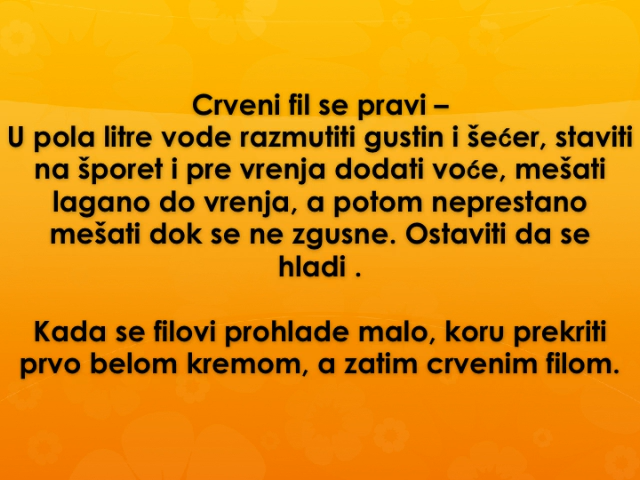 Crveni fil se pravi –
U pola litre vode razmutiti gustin i šećer, staviti
na šporet i pre vrenja dodati voće, mešati
lagano do vrenja, a potom neprestano
mešati dok se ne zgusne. Ostaviti da se
hladi .
Kada se filovi prohlade malo, koru prekriti
prvo belom kremom, a zatim crvenim filom.